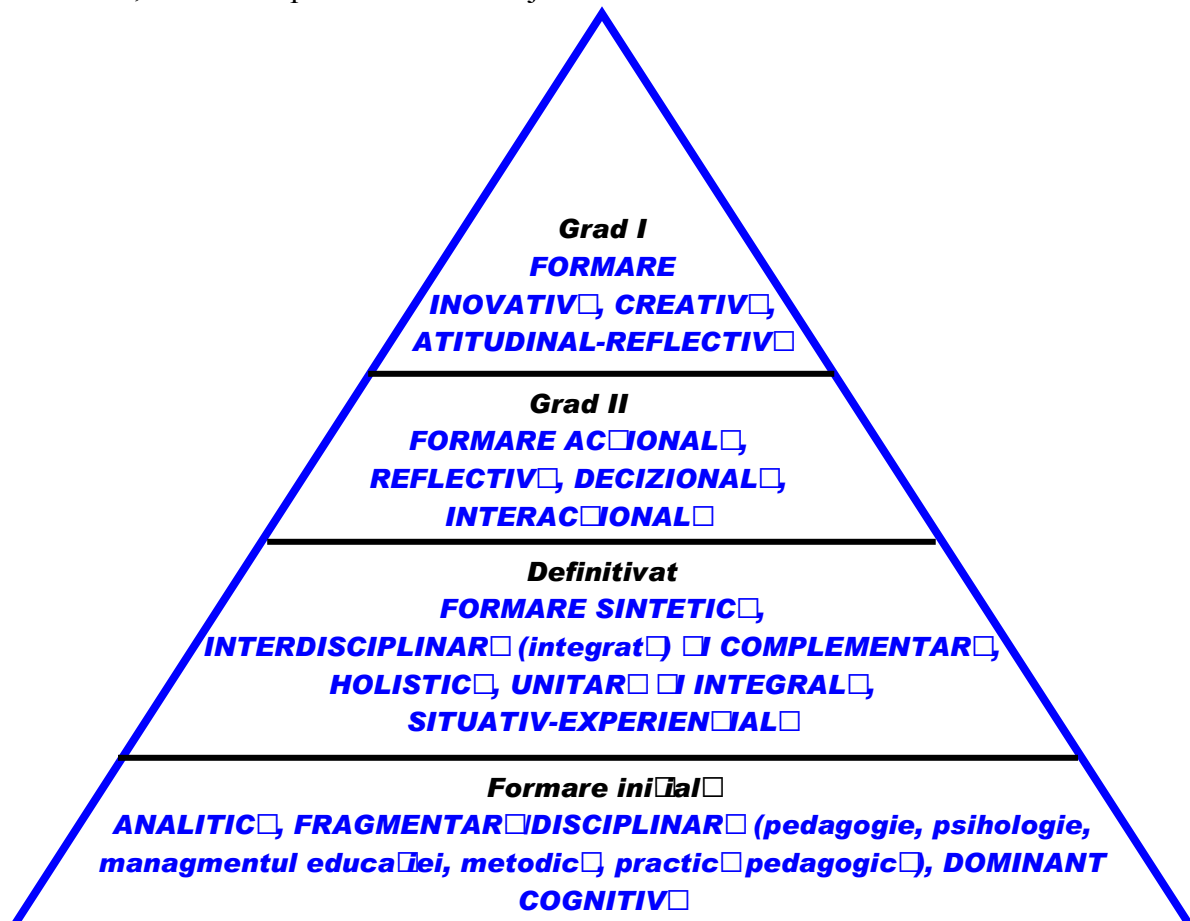 Grad I
FORMARE
INOVATIV□, CREATIV□,
ATITUDINAL-REFLECTIV□
Grad II
FORMARE AC□IONAL□,
REFLECTIV□, DECIZIONAL□,
INTERAC□IONAL□
Definitivat
FORMARE SINTETIC□,
INTERDISCIPLINAR□ (integrat□) □I COMPLEMENTAR□,
HOLISTIC□, UNITAR□ □I INTEGRAL□,
SITUATIV-EXPERIEN□IAL□
Formare ini□ial□
ANALITIC□, FRAGMENTAR□/DISCIPLINAR□ (pedagogie, psihologie,
managmentul educa□iei, metodic□, practic□ pedagogic□), DOMINANT
COGNITIV□